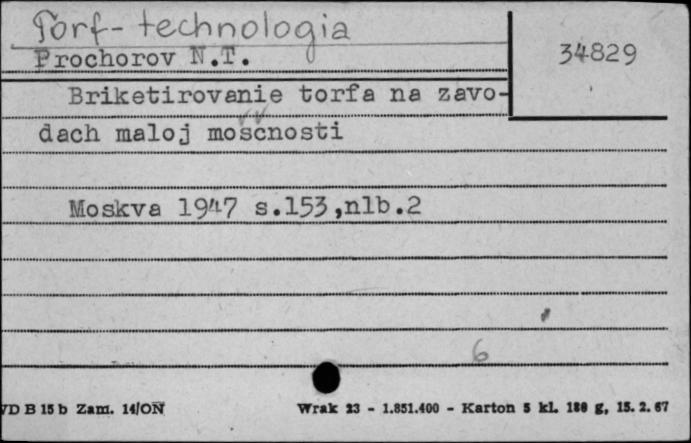 Torf-technologia
34829
Prochorov N.T.
Briketirovanie torfa na zavo-
dach maloj moščnosti
Moskva 1947 s.153,nlb.2
6
VD B 15 b Zam. 14/ON Wrak 23 - 1.851.400 - Karton 5 kl. 180 g, 15. 2. 67